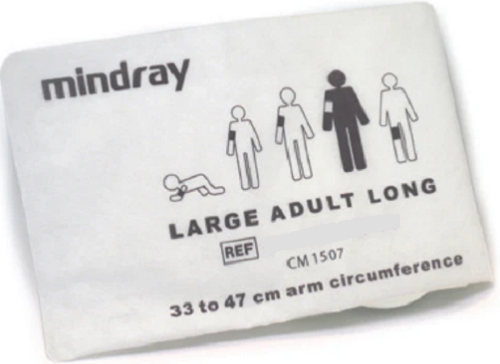 mindray
LARGE ADULT LONG
REF
CM1507
33 to 47 cm arm circumference